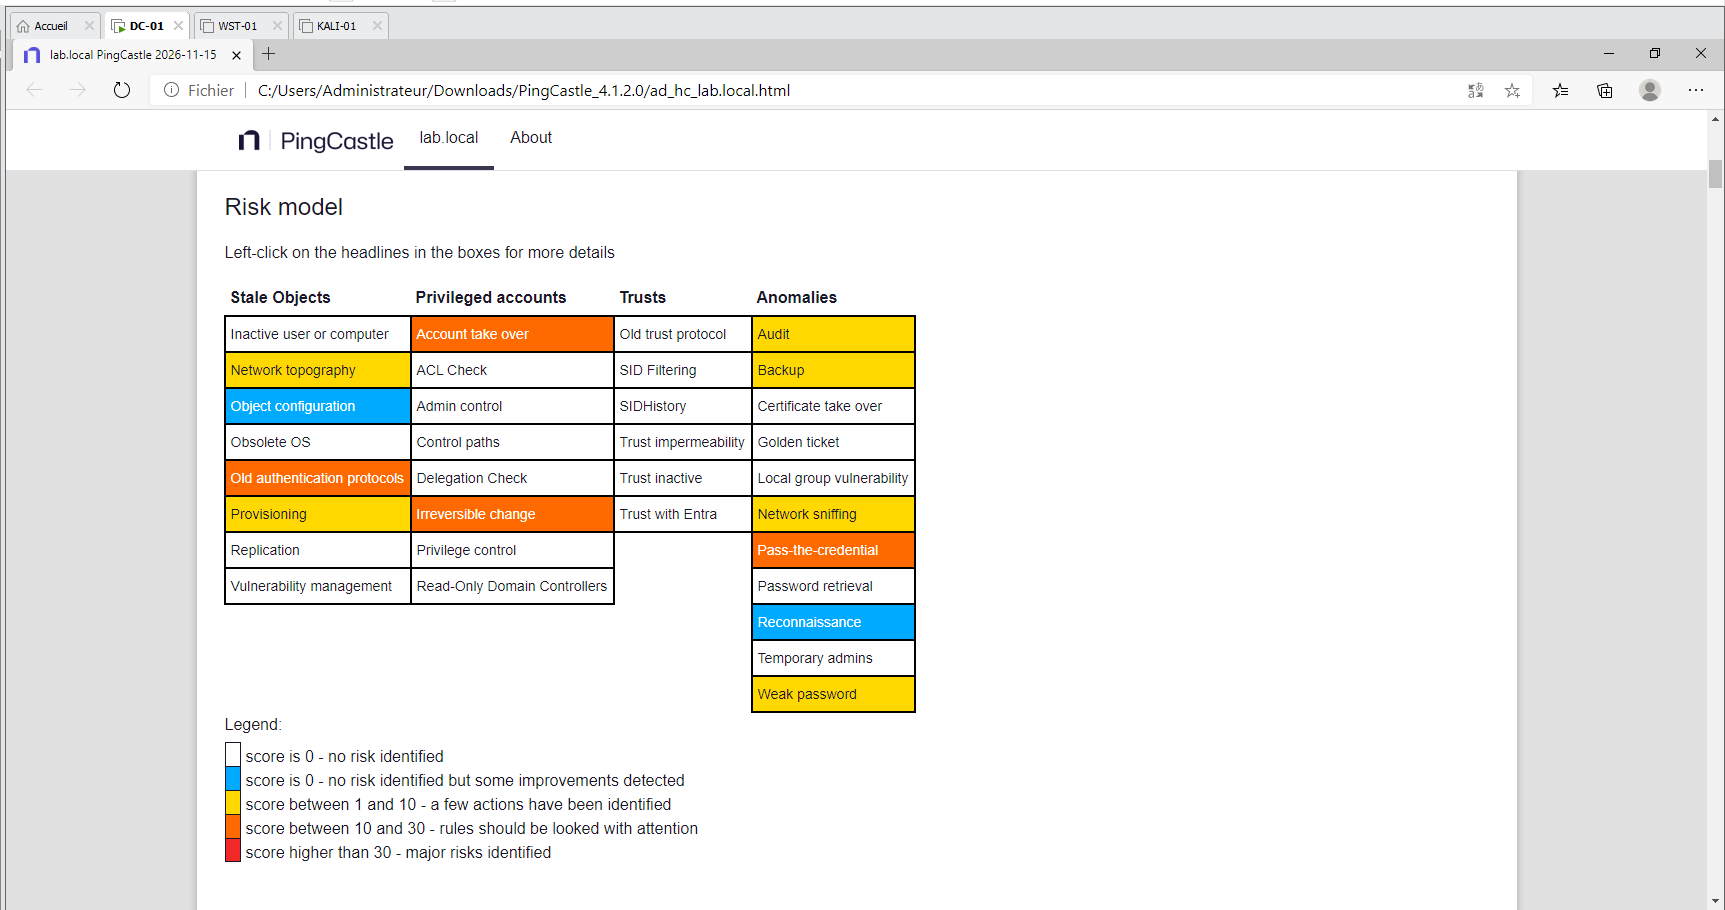 Accueil DC-01 WST-01 KALI-01
lab.local PingCastle 2026-11-15
Fichier C:/Users/Administrateur/Downloads/PingCastle_4.1.2.0/ad_hc_lab.local.html
PingCastle lab.local About
Risk model
Left-click on the headlines in the boxes for more details
Stale Objects Privileged accounts Trusts Anomalies
Inactive user or computer Account take over Old trust protocol Audit
Network topography ACL Check SID Filtering Backup
Object configuration Admin control SIDHistory Certificate take over
Obsolete OS Control paths Trust impermeability Golden ticket
Old authentication protocols Delegation Check Trust inactive Local group vulnerability
Provisioning Irreversible change Trust with Entra Network sniffing
Replication Privilege control Pass-the-credential
Vulnerability management Read-Only Domain Controllers Password retrieval
Reconnaissance
Temporary admins
Weak password
Legend:
score is 0 - no risk identified
score is 0 - no risk identified but some improvements detected
score between 1 and 10 - a few actions have been identified
score between 10 and 30 - rules should be looked with attention
score higher than 30 - major risks identified